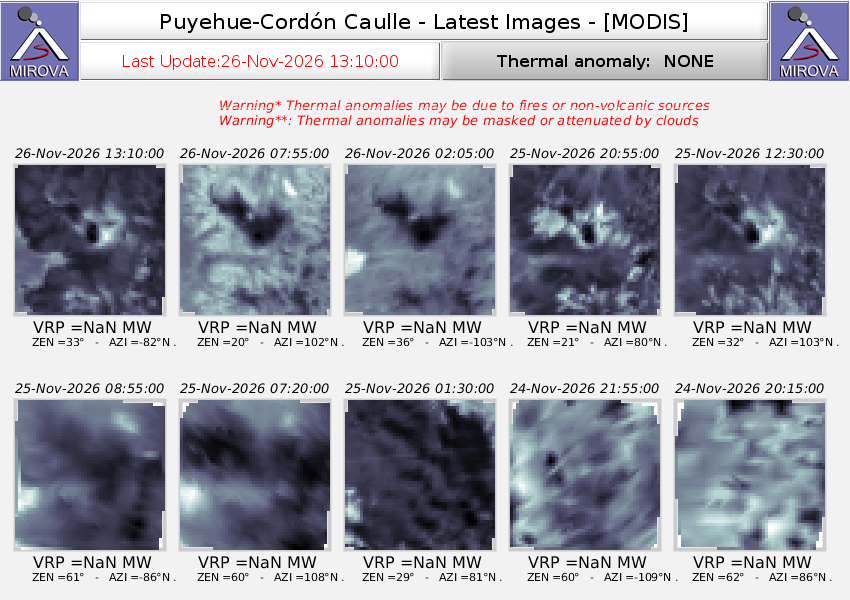 Puyehue-Cordón Caulle - Latest Images - [MODIS]
MIROVA
Last Update:26-Nov-2026 13:10:00
Thermal anomaly: NONE
MIROVA
Warning* Thermal anomalies may be due to fires or non-volcanic sources
Warning**: Thermal anomalies may be masked or attenuated by clouds
26-Nov-2026 13:10:00 26-Nov-2026 07:55:00 26-Nov-2026 02:05:00 25-Nov-2026 20:55:00 25-Nov-2026 12:30:00
VRP =NaN MW VRP =NaN MW VRP =NaN MW VRP =NaN MW VRP =NaN MW
ZEN =33° - AZI =-82°N . ZEN =20° - AZI =102°N . ZEN =36° - AZI =-103°N . ZEN =21° - AZI =80°N . ZEN =32° - AZI =103°N .
25-Nov-2026 08:55:00 25-Nov-2026 07:20:00 25-Nov-2026 01:30:00 24-Nov-2026 21:55:00 24-Nov-2026 20:15:00
VRP =NaN MW VRP =NaN MW VRP =NaN MW VRP =NaN MW VRP =NaN MW
ZEN =61° - AZI =-86°N . ZEN =60° - AZI =108°N . ZEN =29° - AZI =81°N . ZEN =60° - AZI =-109°N . ZEN =62° - AZI =86°N .